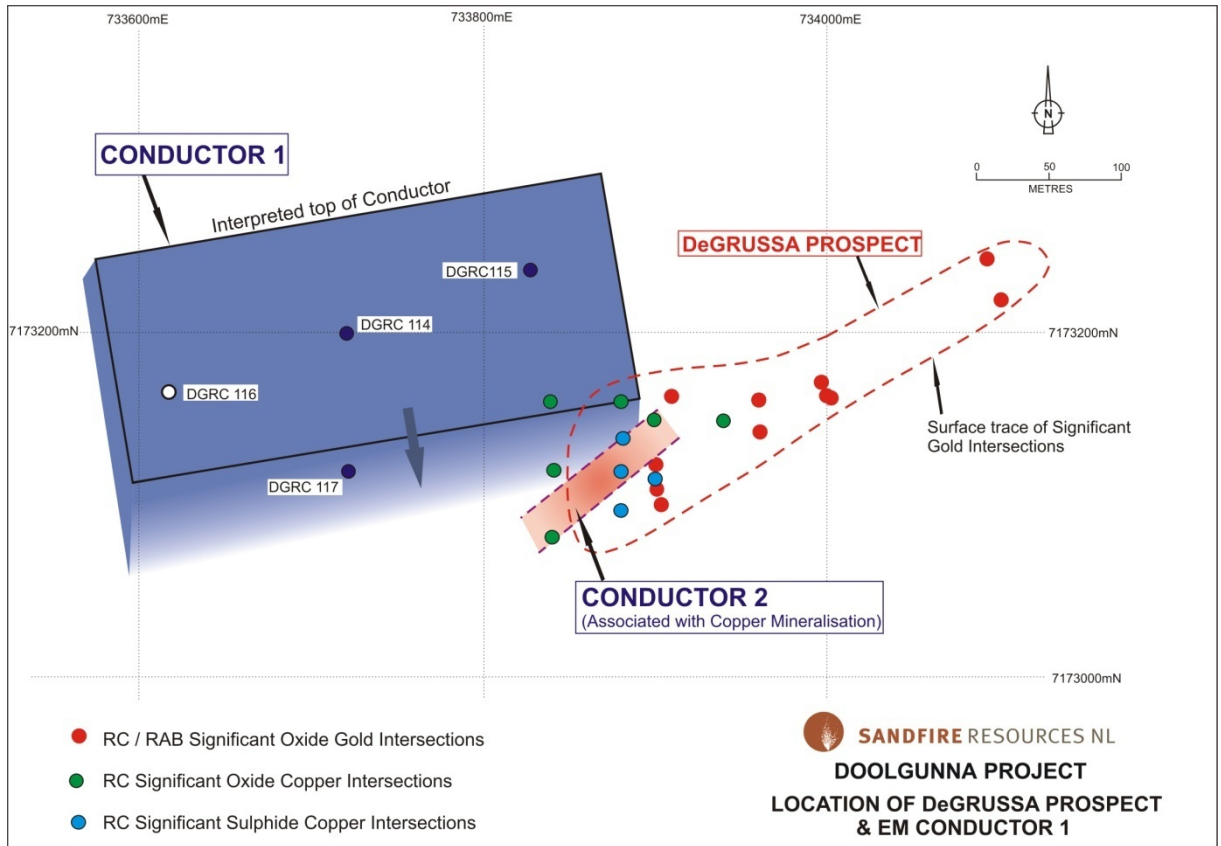 733600mE
733800mE
734000mE
CONDUCTOR 1
Interpreted top of Conductor
N
0 50 100
METRES
DeGRUSSA PROSPECT
DGRC115
DGRC 114
7173200mN
7173200mN
DGRC 116
Surface trace of Significant
Gold Intersections
DGRC 117
CONDUCTOR 2
(Associated with Copper Mineralisation)
7173000mN
RC / RAB Significant Oxide Gold Intersections
RC Significant Oxide Copper Intersections
RC Significant Sulphide Copper Intersections
SANDFIRE RESOURCES NL
DOOLGUNNA PROJECT
LOCATION OF DeGRUSSA PROSPECT
& EM CONDUCTOR 1